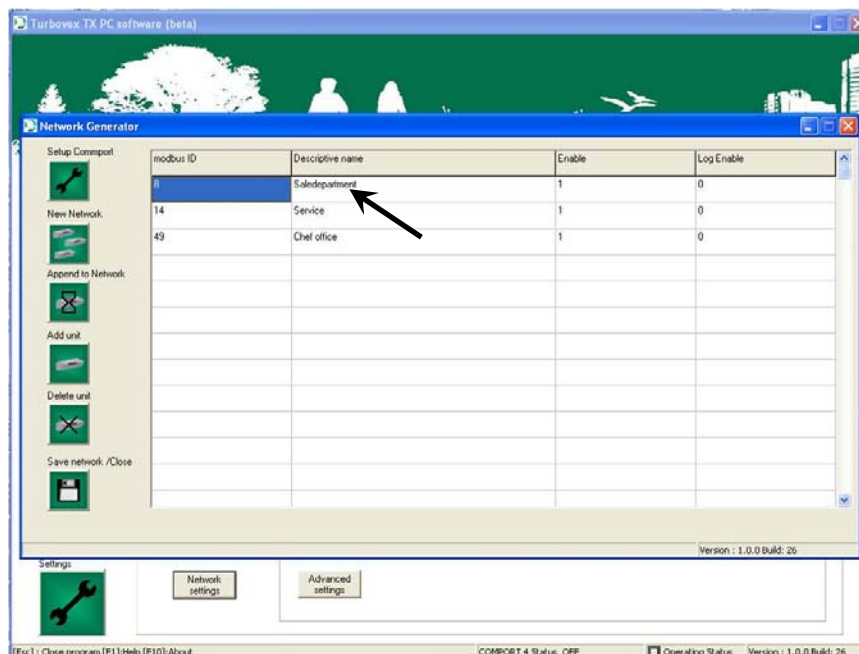 Turbovex TX PC software (beta)
Network Generator
Setup Commport
modbus ID Descriptive name Enable Log Enable
8 Saledepartment 1 0
New Network
14 Service 1 0
49 Chef office 1 0
Append to Network
Add unit
Delete unit
Save network /Close
Version : 1.0.0 Build: 26
Settings
Network settings
Advanced settings
[Esc] : Close program [F1]:Help [F10]:About COMPORT 4 Status OFF Operating Status Version : 1.0.0 Build: 26